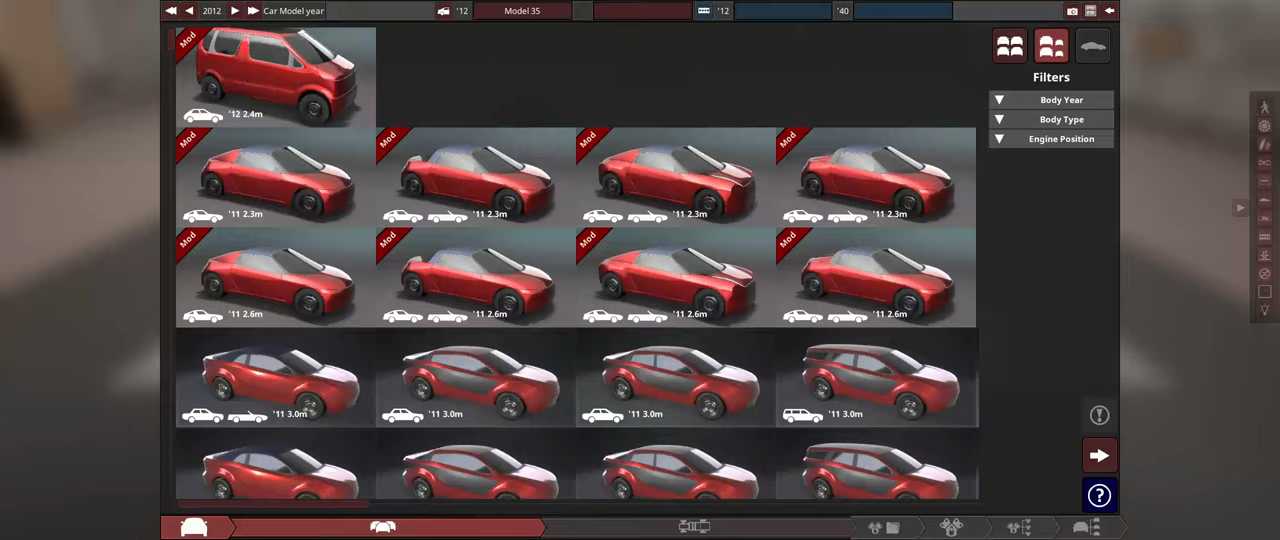 2012 Car Model year '12 Model 35 '12 '40
Mod
'12 2.4m
Filters
Body Year
Body Type
Engine Position
Mod Mod Mod Mod
'11 2.3m '11 2.3m '11 2.3m '11 2.3m
Mod Mod Mod Mod
'11 2.6m '11 2.6m '11 2.6m '11 2.6m
'11 3.0m '11 3.0m '11 3.0m '11 3.0m
?